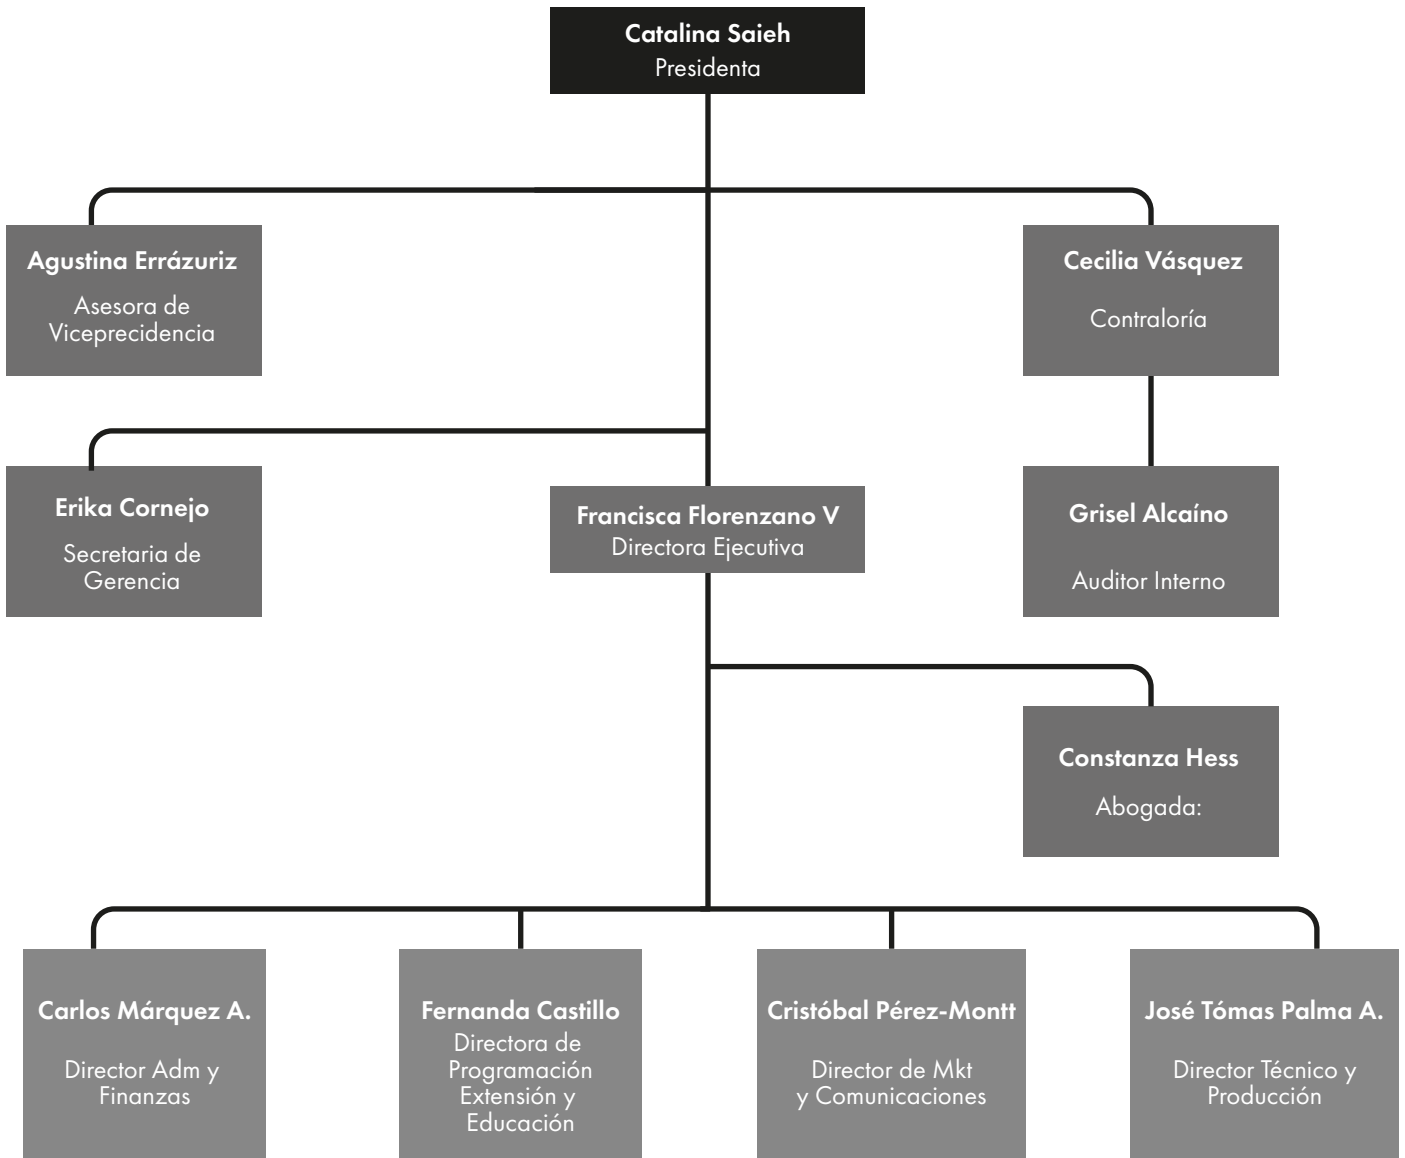 Catalina Saieh
Presidenta
Agustina Errázuriz
Asesora de
Viceprecidencia
Cecilia Vásquez
Contraloría
Erika Cornejo
Secretaria de
Gerencia
Francisca Florenzano V
Directora Ejecutiva
Grisel Alcaíno
Auditor Interno
Constanza Hess
Abogada:
Carlos Márquez A.
Director Adm y
Finanzas
Fernanda Castillo
Directora de
Programación
Extensión y
Educación
Cristóbal Pérez-Montt
Director de Mkt
y Comunicaciones
José Tómas Palma A.
Director Técnico y
Producción